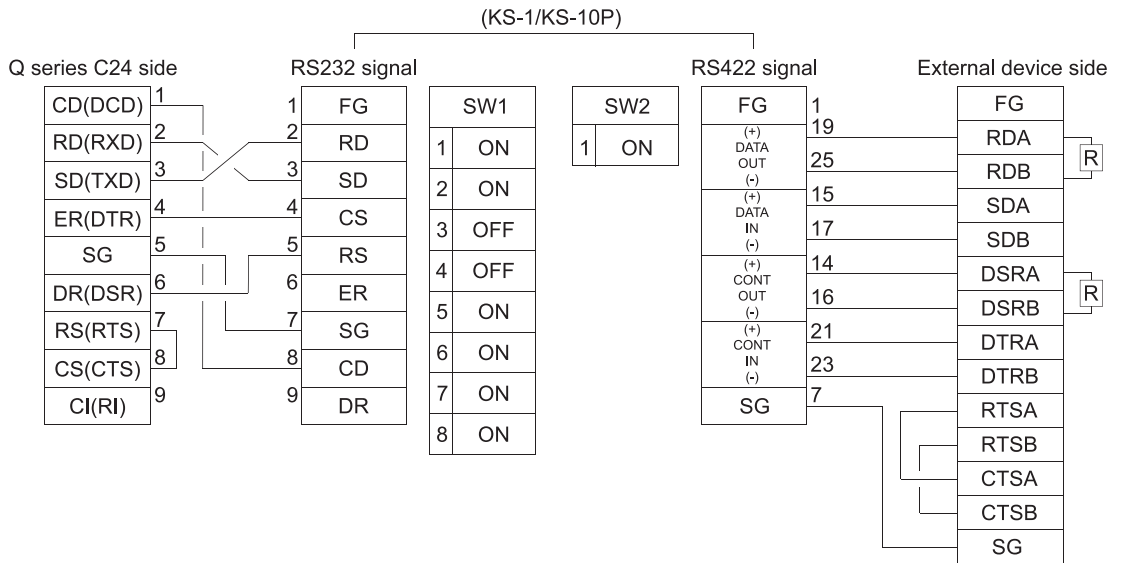 (KS-1/KS-10P)
Q series C24 side
CD(DCD) 1
RD(RXD) 2
SD(TXD) 3
ER(DTR) 4
SG 5
DR(DSR) 6
RS(RTS) 7
CS(CTS) 8
CI(RI) 9
RS232 signal
1 FG
2 RD
3 SD
4 CS
5 RS
6 ER
7 SG
8 CD
9 DR
SW1
1 ON
2 ON
3 OFF
4 OFF
5 ON
6 ON
7 ON
8 ON
SW2
1 ON
RS422 signal
FG 1
(+) 19
DATA
OUT
(-) 25
(+) 15
DATA
IN
(-) 17
(+) 14
CONT
OUT
(-) 16
(+) 21
CONT
IN
(-) 23
SG 7
External device side
FG
RDA
RDB
R
SDA
SDB
DSRA
DSRB
R
DTRA
DTRB
RTSA
RTSB
CTSA
CTSB
SG